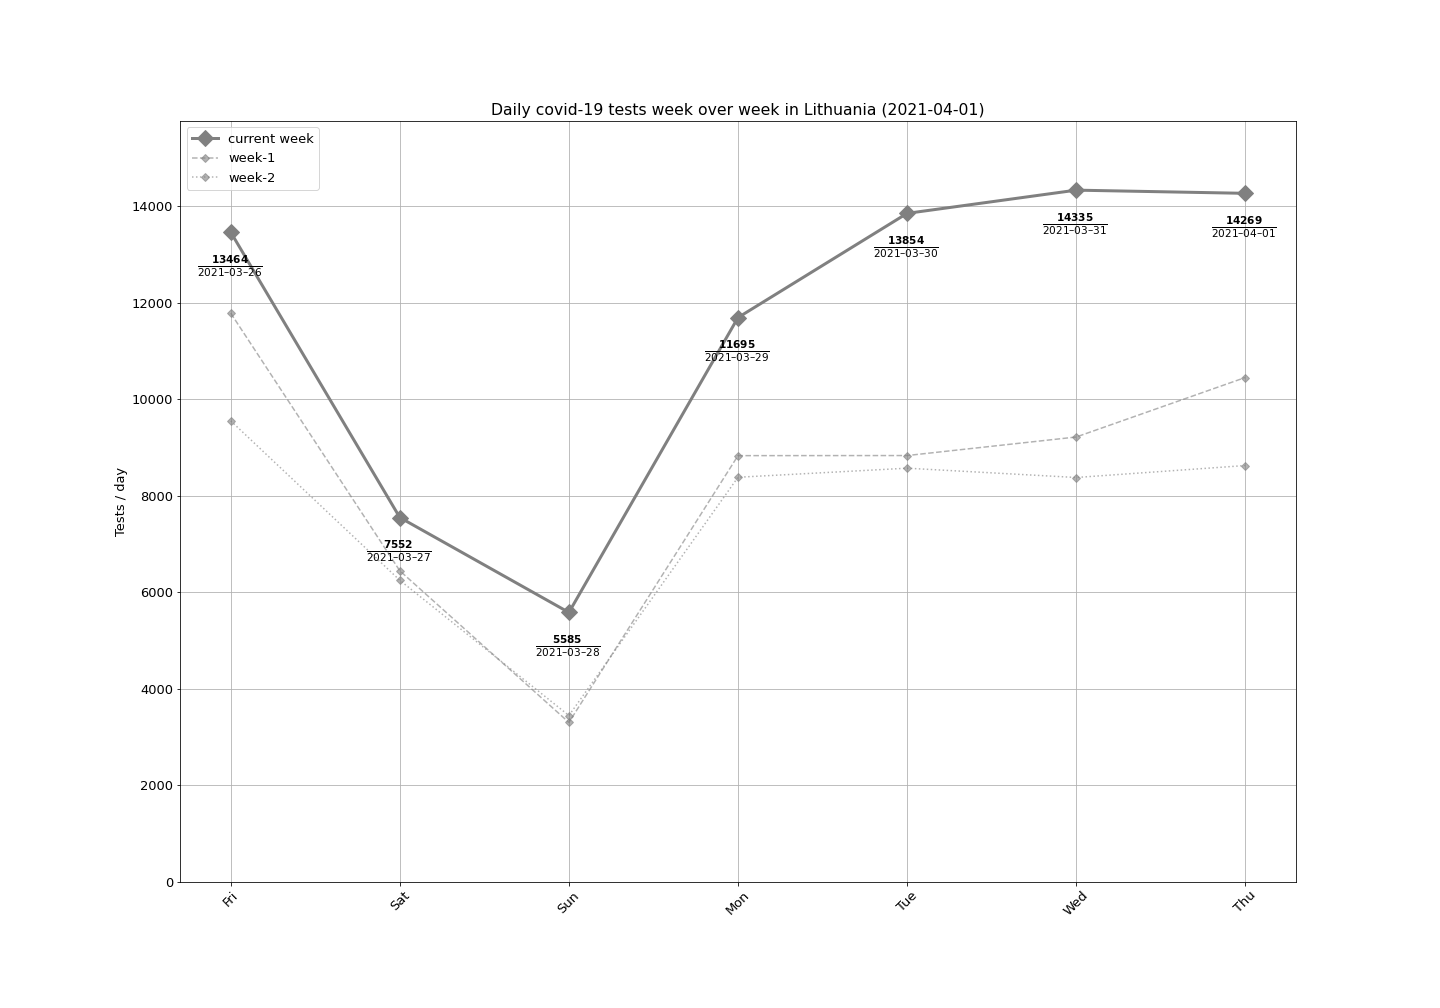 Daily covid-19 tests week over week in Lithuania (2021-04-01)
current week
week-1
week-2
Tests / day
14000
12000
10000
8000
6000
4000
2000
0
13464
2021-03-26
7552
2021-03-27
5585
2021-03-28
11695
2021-03-29
13854
2021-03-30
14335
2021-03-31
14269
2021-04-01
Fri
Sat
Sun
Mon
Tue
Wed
Thu